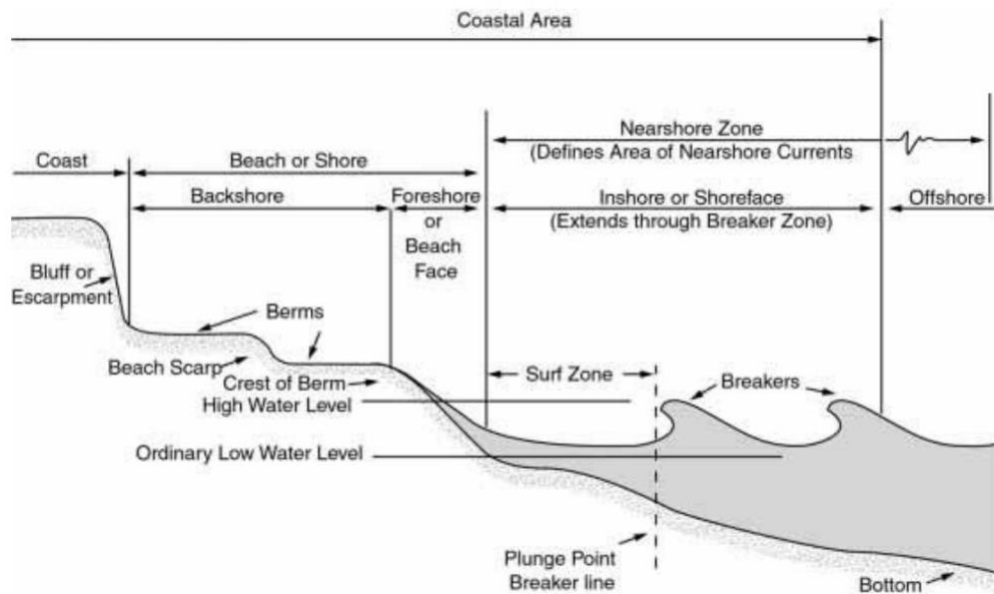 Coastal Area
Nearshore Zone
(Defines Area of Nearshore Currents
Coast
Beach or Shore
Backshore
Foreshore
or
Beach
Face
Inshore or Shoreface
(Extends through Breaker Zone)
Offshore
Bluff or
Escarpment
Berms
Beach Scarp
Crest of Berm
High Water Level
Surf Zone
Breakers
Ordinary Low Water Level
Plunge Point
Breaker line
Bottom